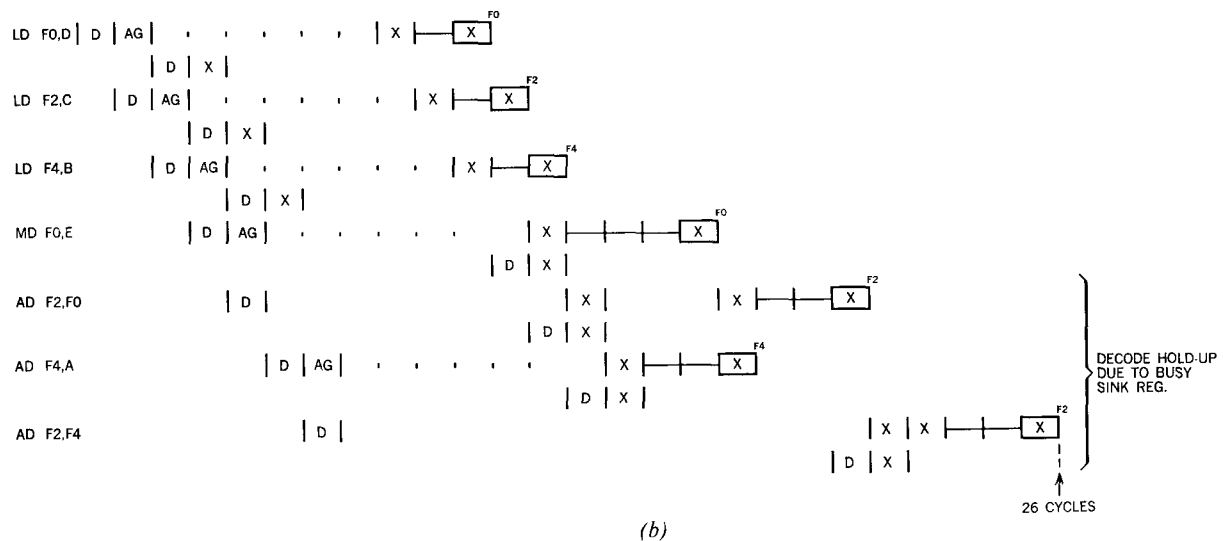 F0
LD F0,D D AG X X
D X
F2
LD F2,C D AG X X
D X
F4
LD F4,B D AG X X
D X
F0
MD F0,E D AG X X
D X
F2
AD F2,F0 D X X X
D X
F4
AD F4,A D AG X X
D X
DECODE HOLD-UP
DUE TO BUSY
SINK REG.
F2
AD F2,F4 D X X X
D X
26 CYCLES
(b)